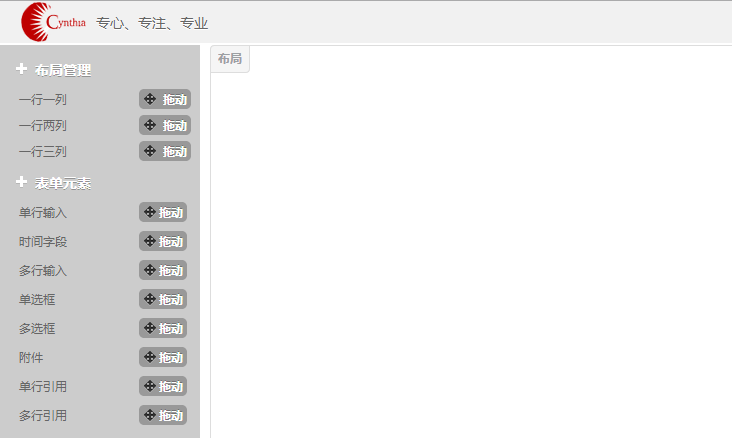 Cynthia 专心、专注、专业
布局管理
一行一列 拖动
一行两列 拖动
一行三列 拖动
表单元素
单行输入 拖动
时间字段 拖动
多行输入 拖动
单选框 拖动
多选框 拖动
附件 拖动
单行引用 拖动
多行引用 拖动
布局